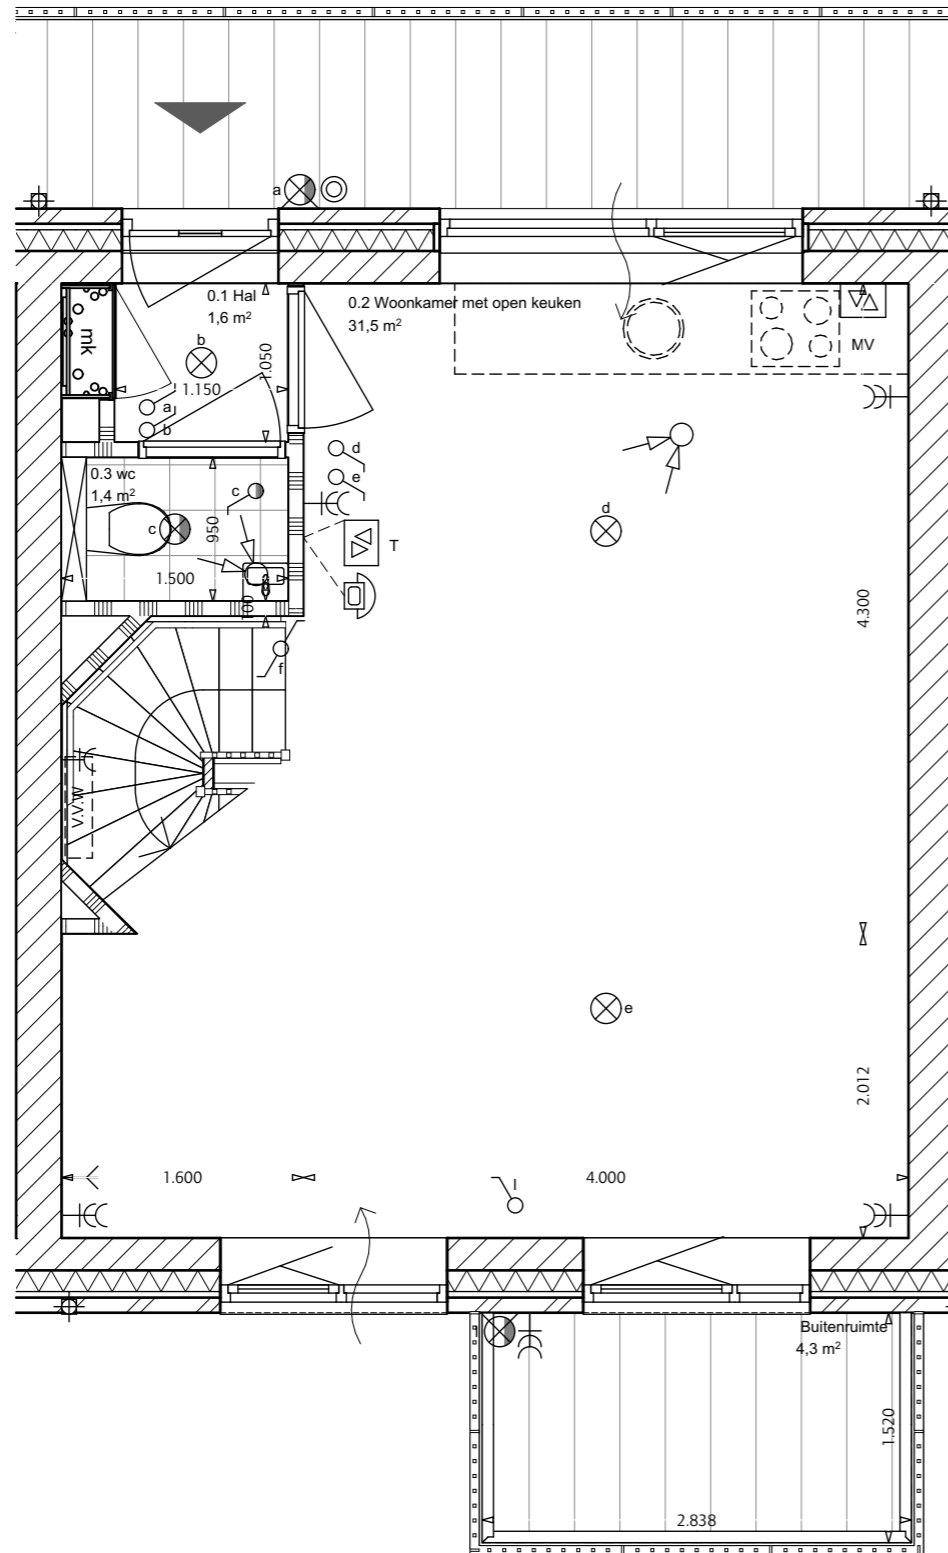 a
0.1 Hal
1,6 m²
0.2 Woonkamer met open keuken
31,5 m²
mk
b
1.050
MV
1.150
a
b
d
e
0.3 wc
1,4 m²
c
c
950
d
T
1.500
100
4.300
f
W.V.V
e
2.012
1.600
4.000
l
Buitenruimte
4,3 m²
1.520
2.838